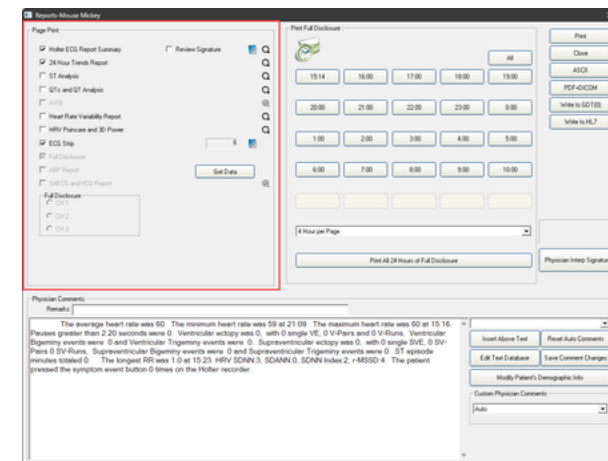 Reports-Mouse Mickey
Page Print
Holter ECG Report Summary
Review Signature
24 Hour Trends Report
ST Analysis
QTc and QT Analysis
A-FIB
Heart Rate Variability Report
HRV Poincare and 3D Power
ECG Strip
6
Full Disclosure
ABP Report
Get Data
SAECG and VCG Report
Full Disclosure
CH 1
CH 2
CH 3
Print Full Disclosure
All
15:14 16:00 17:00 18:00 19:00
20:00 21:00 22:00 23:00 0:00
1:00 2:00 3:00 4:00 5:00
6:00 7:00 8:00 9:00 10:00
4 Hour per Page
Print All 24 Hours of Full Disclosure
Print
Close
ASCII
PDF+DICOM
Write to GDT(0)
Write to HL7
Physician Interp Signatur
Physician Comments
Remarks
The average heart rate was 60. The minimum heart rate was 59 at 21:09. The maximum heart rate was 60 at 15:16.
Pauses greater than 2.20 seconds were 0. Ventricular ectopy was 0, with 0 single VE, 0 V-Pairs and 0 V-Runs, Ventricular
Bigeminy events were 0 and Ventricular Trigeminy events were 0. Supraventricular ectopy was 0, with 0 single SVE, 0 SV-
Pairs 0 SV-Runs, Supraventricular Bigeminy events were 0 and Supraventricular Trigeminy events were 0. ST episode
minutes totaled 0. The longest RR was 1.0 at 15:23. HRV SDNN:3, SDANN:0, SDNN Index:2, r-MSSD:4. The patient
pressed the symptom event button 0 times on the Holter recorder.
Insert Above Text
Reset Auto Comments
Edit Text Database
Save Comment Changes
Modify Patient's Demographic Info
Custom Physician Comments
Auto